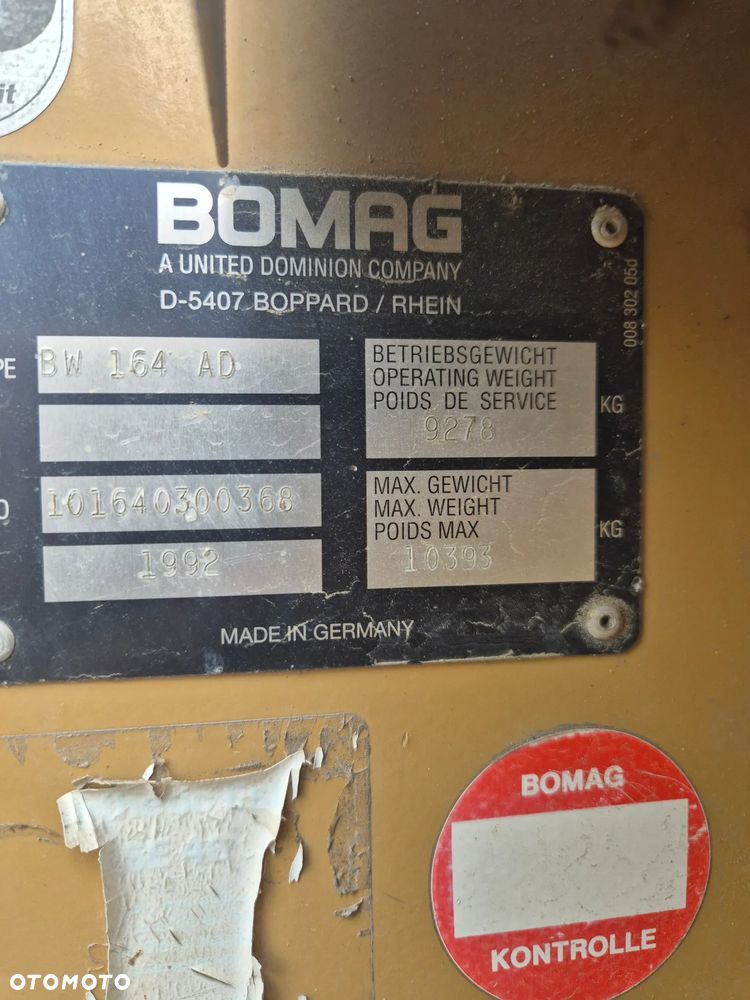 it
BOMAG
A UNITED DOMINION COMPANY
D-5407 BOPPARD / RHEIN
008 302 05d
PE BW 164 AD
BETRIEBSGEWICHT
OPERATING WEIGHT
POIDS DE SERVICE
9278 KG
O 101640300368
1992
MAX. GEWICHT
MAX. WEIGHT
POIDS MAX
10393 KG
MADE IN GERMANY
BOMAG
KONTROLLE
OTOMOTO